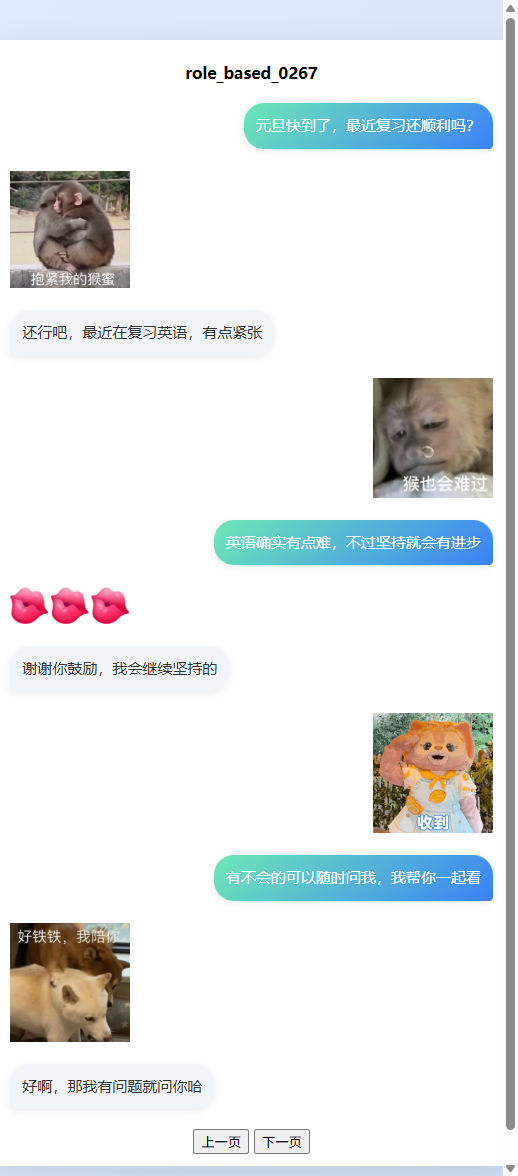 role_based_0267
元旦快到了，最近复习还顺利吗？
抱紧我的猴蜜
还行吧，最近在复习英语，有点紧张
猴也会难过
英语确实有点难，不过坚持就会有进步
谢谢你鼓励，我会继续坚持的
收到
有不会的可以随时问我，我帮你一起看
好铁铁，我陪你
好啊，那我有问题就问你哈
上一页 下一页